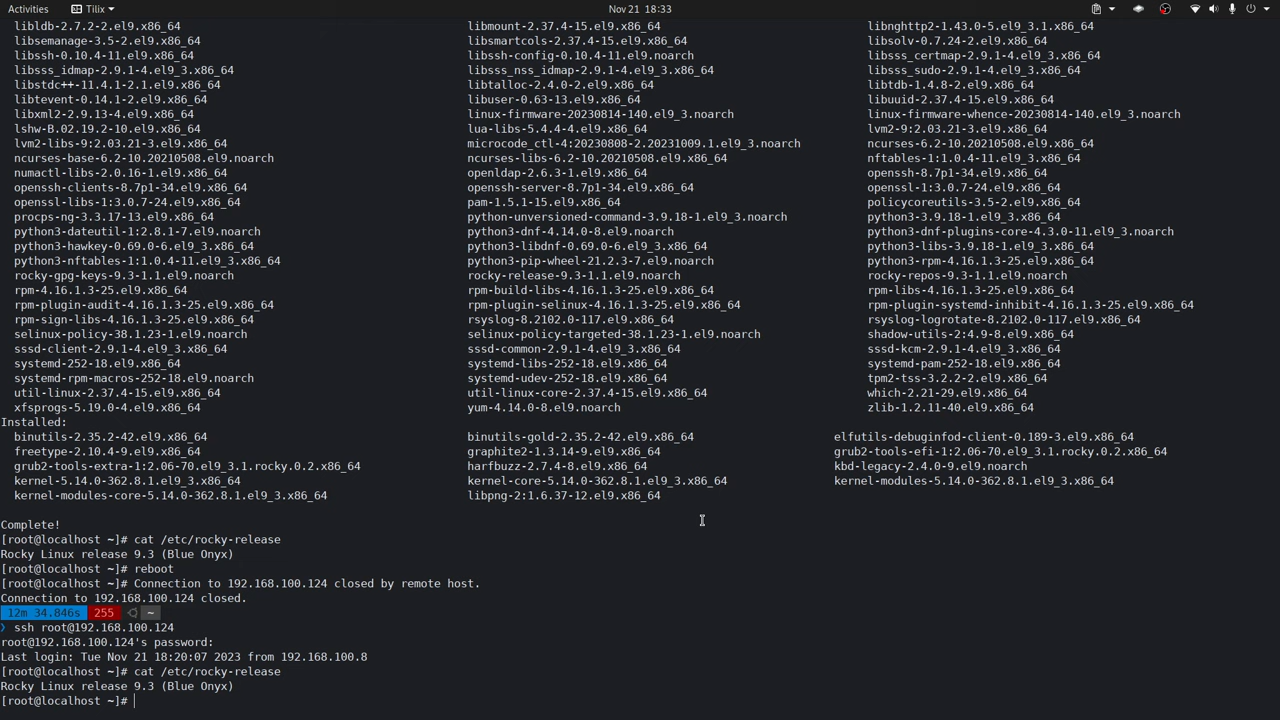 Activities Tilix Nov 21 18:33
libldb-2.7.2-2.el9.x86_64 libmount-2.37.4-15.el9.x86_64 libnghttp2-1.43.0-5.el9_3.1.x86_64
libsemanage-3.5-2.el9.x86_64 libsmartcols-2.37.4-15.el9.x86_64 libsolv-0.7.24-2.el9.x86_64
libssh-0.10.4-11.el9.x86_64 libssh-config-0.10.4-11.el9.noarch libsss_certmap-2.9.1-4.el9_3.x86_64
libsss_idmap-2.9.1-4.el9_3.x86_64 libsss_nss_idmap-2.9.1-4.el9_3.x86_64 libsss_sudo-2.9.1-4.el9_3.x86_64
libstdc++-11.4.1-2.1.el9.x86_64 libtalloc-2.4.0-2.el9.x86_64 libtdb-1.4.8-2.el9.x86_64
libtevent-0.14.1-2.el9.x86_64 libuser-0.63-13.el9.x86_64 libuuid-2.37.4-15.el9.x86_64
libxml2-2.9.13-4.el9.x86_64 linux-firmware-20230814-140.el9_3.noarch linux-firmware-whence-20230814-140.el9_3.noarch
lshw-B.02.19.2-10.el9.x86_64 lua-libs-5.4.4-4.el9.x86_64 lvm2-9:2.03.21-3.el9.x86_64
lvm2-libs-9:2.03.21-3.el9.x86_64 microcode_ctl-4:20230808-2.20231009.1.el9_3.noarch ncurses-6.2-10.20210508.el9.x86_64
ncurses-base-6.2-10.20210508.el9.noarch ncurses-libs-6.2-10.20210508.el9.x86_64 nftables-1:1.0.4-11.el9_3.x86_64
numactl-libs-2.0.16-1.el9.x86_64 openldap-2.6.3-1.el9.x86_64 openssh-8.7p1-34.el9.x86_64
openssh-clients-8.7p1-34.el9.x86_64 openssh-server-8.7p1-34.el9.x86_64 openssl-1:3.0.7-24.el9.x86_64
openssl-libs-1:3.0.7-24.el9.x86_64 pam-1.5.1-15.el9.x86_64 policycoreutils-3.5-2.el9.x86_64
procps-ng-3.3.17-13.el9.x86_64 python-unversioned-command-3.9.18-1.el9_3.noarch python3-3.9.18-1.el9_3.x86_64
python3-dateutil-1:2.8.1-7.el9.noarch python3-dnf-4.14.0-8.el9.noarch python3-dnf-plugins-core-4.3.0-11.el9_3.noarch
python3-hawkey-0.69.0-6.el9_3.x86_64 python3-libdnf-0.69.0-6.el9_3.x86_64 python3-libs-3.9.18-1.el9_3.x86_64
python3-nftables-1:1.0.4-11.el9_3.x86_64 python3-pip-wheel-21.2.3-7.el9.noarch python3-rpm-4.16.1.3-25.el9.x86_64
rocky-gpg-keys-9.3-1.1.el9.noarch rocky-release-9.3-1.1.el9.noarch rocky-repos-9.3-1.1.el9.noarch
rpm-4.16.1.3-25.el9.x86_64 rpm-build-libs-4.16.1.3-25.el9.x86_64 rpm-libs-4.16.1.3-25.el9.x86_64
rpm-plugin-audit-4.16.1.3-25.el9.x86_64 rpm-plugin-selinux-4.16.1.3-25.el9.x86_64 rpm-plugin-systemd-inhibit-4.16.1.3-25.el9.x86_64
rpm-sign-libs-4.16.1.3-25.el9.x86_64 rsyslog-8.2102.0-117.el9.x86_64 rsyslog-logrotate-8.2102.0-117.el9.x86_64
selinux-policy-38.1.23-1.el9.noarch selinux-policy-targeted-38.1.23-1.el9.noarch shadow-utils-2:4.9-8.el9.x86_64
sssd-client-2.9.1-4.el9_3.x86_64 sssd-common-2.9.1-4.el9_3.x86_64 sssd-kcm-2.9.1-4.el9_3.x86_64
systemd-252-18.el9.x86_64 systemd-libs-252-18.el9.x86_64 systemd-pam-252-18.el9.x86_64
systemd-rpm-macros-252-18.el9.noarch systemd-udev-252-18.el9.x86_64 tpm2-tss-3.2.2-2.el9.x86_64
util-linux-2.37.4-15.el9.x86_64 util-linux-core-2.37.4-15.el9.x86_64 which-2.21-29.el9.x86_64
xfsprogs-5.19.0-4.el9.x86_64 yum-4.14.0-8.el9.noarch zlib-1.2.11-40.el9.x86_64
Installed:
binutils-2.35.2-42.el9.x86_64 binutils-gold-2.35.2-42.el9.x86_64 elfutils-debuginfod-client-0.189-3.el9.x86_64
freetype-2.10.4-9.el9.x86_64 graphite2-1.3.14-9.el9.x86_64 grub2-tools-efi-1:2.06-70.el9_3.1.rocky.0.2.x86_64
grub2-tools-extra-1:2.06-70.el9_3.1.rocky.0.2.x86_64 harfbuzz-2.7.4-8.el9.x86_64 kbd-legacy-2.4.0-9.el9.noarch
kernel-5.14.0-362.8.1.el9_3.x86_64 kernel-core-5.14.0-362.8.1.el9_3.x86_64 kernel-modules-5.14.0-362.8.1.el9_3.x86_64
kernel-modules-core-5.14.0-362.8.1.el9_3.x86_64 libpng-2:1.6.37-12.el9.x86_64
Complete!
[root@localhost ~]# cat /etc/rocky-release
Rocky Linux release 9.3 (Blue Onyx)
[root@localhost ~]# reboot
[root@localhost ~]# Connection to 192.168.100.124 closed by remote host.
Connection to 192.168.100.124 closed.
12m 34.846s 255 ~
❯ ssh root@192.168.100.124
root@192.168.100.124's password:
Last login: Tue Nov 21 18:20:07 2023 from 192.168.100.8
[root@localhost ~]# cat /etc/rocky-release
Rocky Linux release 9.3 (Blue Onyx)
[root@localhost ~]#